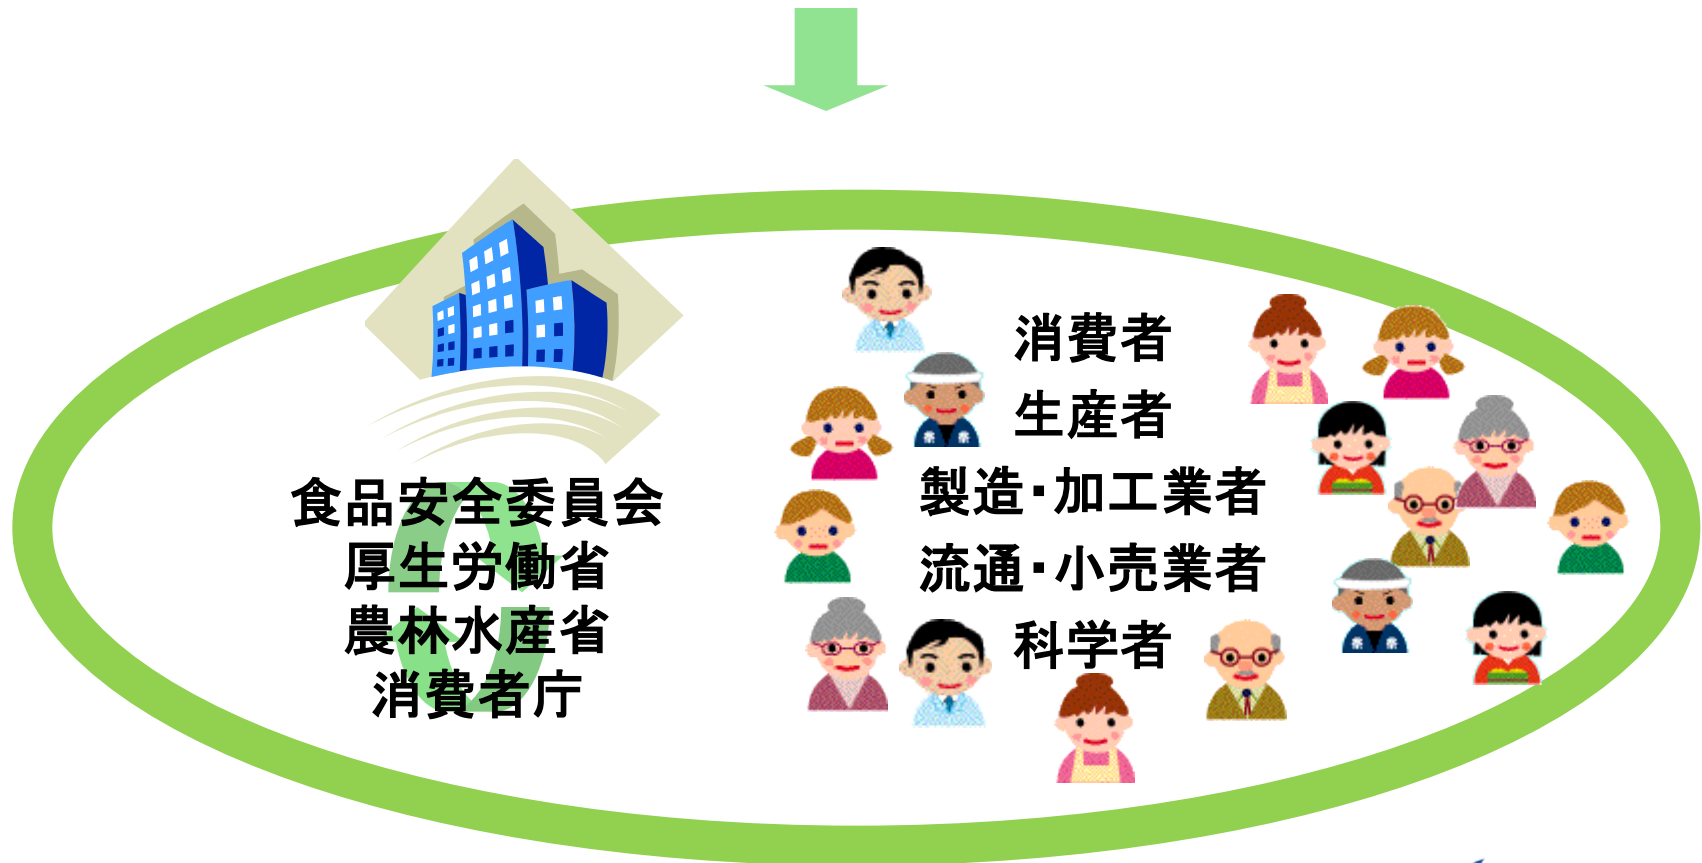 食品安全委員会
厚生労働省
農林水産省
消費者庁
消費者
生産者
製造・加工業者
流通・小売業者
科学者